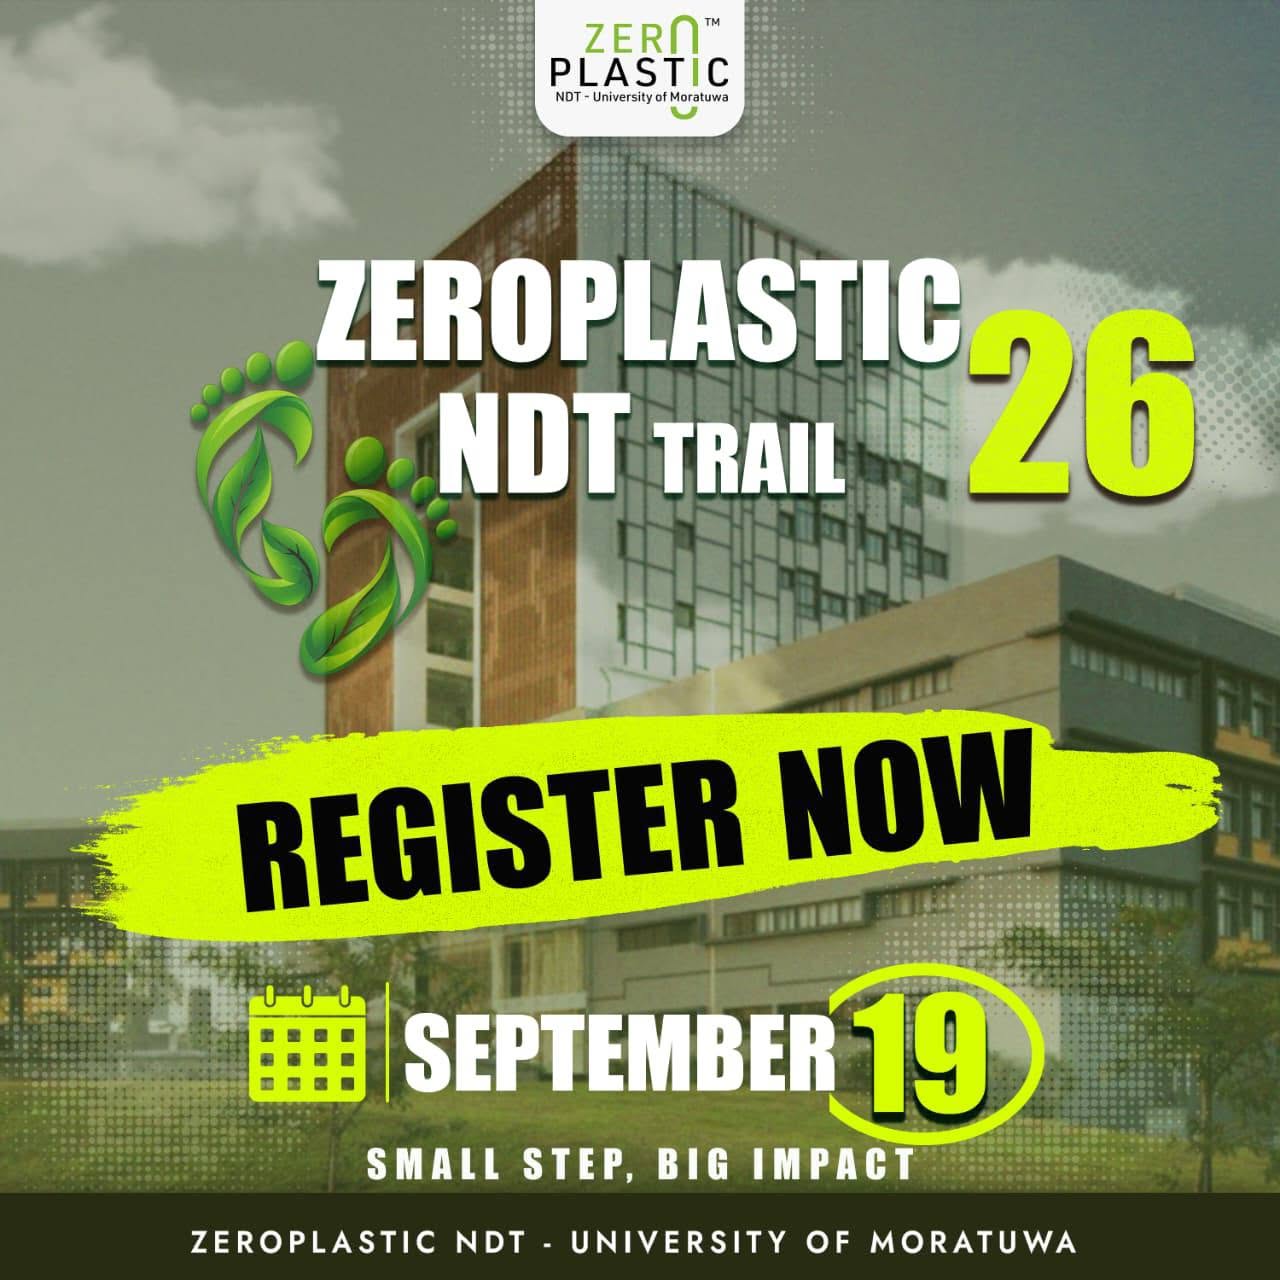 ZERO™
PLASTIC
NDT - University of Moratuwa
ZEROPLASTIC
26
NDT TRAIL
REGISTER NOW
SEPTEMBER 19
SMALL STEP, BIG IMPACT
ZEROPLASTIC NDT - UNIVERSITY OF MORATUWA